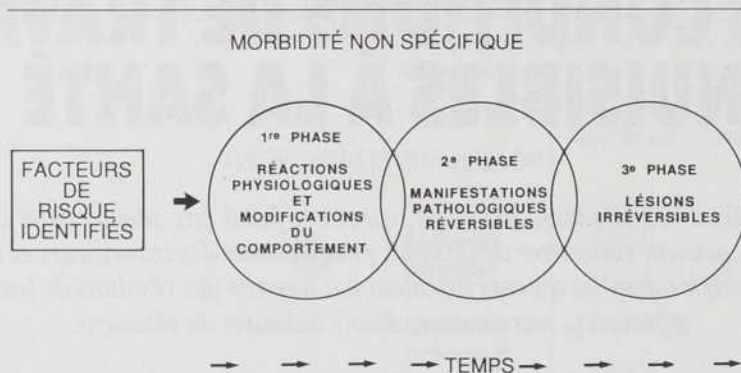 MORBIDITÉ NON SPÉCIFIQUE
FACTEURS
DE
RISQUE
IDENTIFIÉS
1re PHASE
RÉACTIONS
PHYSIOLOGIQUES
ET
MODIFICATIONS
DU
COMPORTEMENT
2e PHASE
MANIFESTATIONS
PATHOLOGIQUES
RÉVERSIBLES
3e PHASE
LÉSIONS
IRRÉVERSIBLES
TEMPS